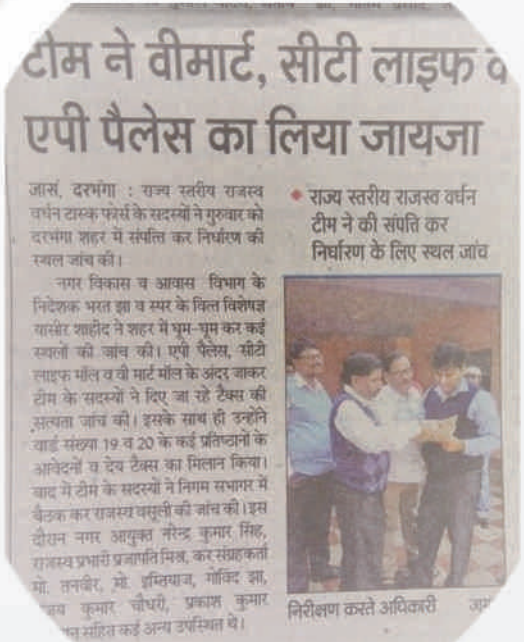 टीम ने वीमार्ट, सीटी लाइफ व
एपी पैलेस का लिया जायजा
जासं, दरभंगा : राज्य स्तरीय राजस्व
वर्धन टास्क फोर्स के सदस्यों ने गुरुवार को
दरभंगा शहर में संपत्ति कर निर्धारण की
स्थल जांच की।
नगर विकास व आवास विभाग के
निदेशक भरत झा व स्पर के वित्त विशेषज्ञ
यासीर शाहीद ने शहर में घूम-घूम कर कई
स्थलों की जांच की। एपी पैलेस, सीटी
लाइफ मॉल व वी मार्ट मॉल के अंदर जाकर
टीम के सदस्यों ने दिए जा रहे टैक्स की
सत्यता जांच की। इसके साथ ही उन्होंने
वार्ड संख्या 19 व 20 के कई प्रतिष्ठानों के
आवेदनों व देय टैक्स का मिलान किया।
बाद में टीम के सदस्यों ने निगम सभागार में
बैठक कर राजस्व वसूली की जांच की। इस
दौरान नगर आयुक्त नरेन्द्र कुमार सिंह,
राजस्व प्रभारी प्रजापति मिश्र, कर संग्रहकर्ता
मो. तनवीर, मो. इम्तियाज, गोविंद झा,
कुमार चौधरी, प्रकाश कुमार
सहित कई अन्य उपस्थित थे।
• राज्य स्तरीय राजस्व वर्धन
टीम ने की संपति कर
निर्धारण के लिए स्थल जांच
निरीक्षण करते अधिकारी